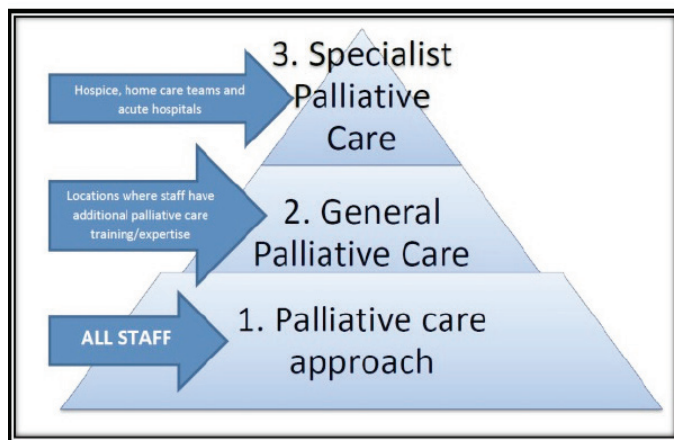 3. Specialist
Palliative
Care
Hospice, home care teams and
acute hospitals
2. General
Palliative Care
Locations where staff have
additional palliative care
training/expertise
1. Palliative care
approach
ALL STAFF